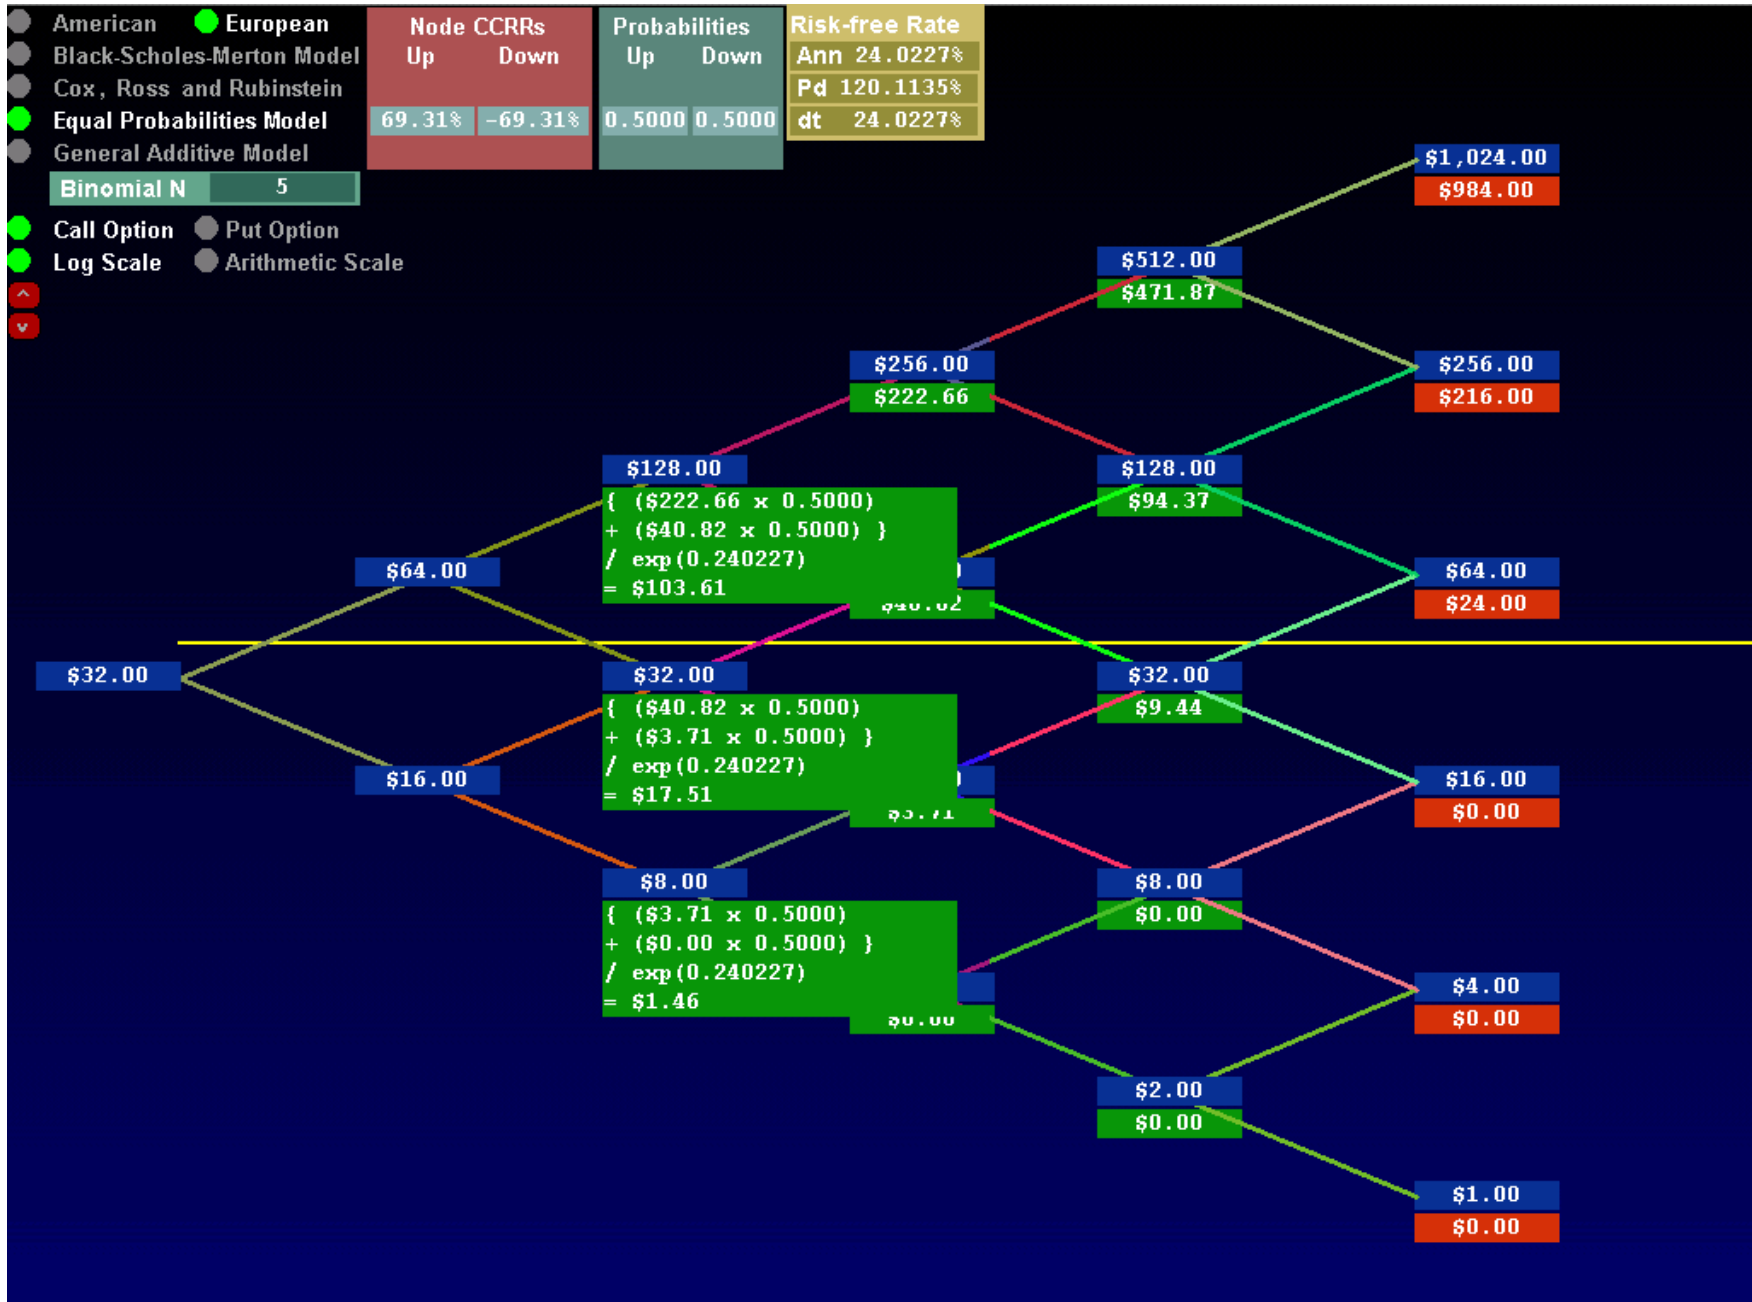 American European
Black-Scholes-Merton Model
Cox, Ross and Rubinstein
Equal Probabilities Model
General Additive Model
Binomial N 5
Call Option Put Option
Log Scale Arithmetic Scale
^
v
Node CCRRs
Up Down
69.31% -69.31%
Probabilities
Up Down
0.5000 0.5000
Risk-free Rate
Ann 24.0227%
Pd 120.1135%
dt 24.0227%
$32.00
$64.00
$16.00
$128.00
{ ($222.66 x 0.5000)
+ ($40.82 x 0.5000) }
/ exp(0.240227)
= $103.61
$32.00
{ ($40.82 x 0.5000)
+ ($3.71 x 0.5000) }
/ exp(0.240227)
= $17.51
$8.00
{ ($3.71 x 0.5000)
+ ($0.00 x 0.5000) }
/ exp(0.240227)
= $1.46
$256.00
$222.66
$40.82
$3.71
$0.00
$512.00
$471.87
$128.00
$94.37
$32.00
$9.44
$8.00
$0.00
$2.00
$0.00
$1,024.00
$984.00
$256.00
$216.00
$64.00
$24.00
$16.00
$0.00
$4.00
$0.00
$1.00
$0.00